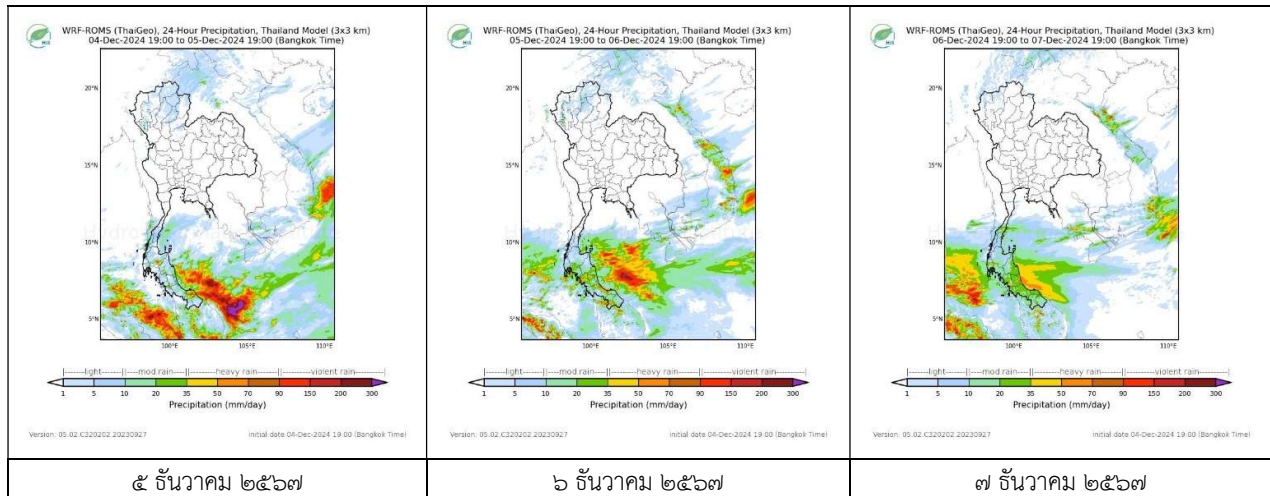 WRF-ROMS (ThaiGeo), 24-Hour Precipitation, Thailand Model (3x3 km)
04-Dec-2024 19:00 to 05-Dec-2024 19:00 (Bangkok Time)
20°N
15°N
10°N
5°N
100°E 105°E 110°E
|--------light--------||----mod rain----||--------heavy rain--------||--------violent rain--------|
1 5 10 20 35 50 70 90 150 200 300
Precipitation (mm/day)
Version: 05.02.C320202.20230927 initial date 04-Dec-2024 19:00 (Bangkok Time)
๕ ธันวาคม ๒๕๖๗
WRF-ROMS (ThaiGeo), 24-Hour Precipitation, Thailand Model (3x3 km)
05-Dec-2024 19:00 to 06-Dec-2024 19:00 (Bangkok Time)
20°N
15°N
10°N
5°N
100°E 105°E 110°E
|--------light--------||----mod rain----||--------heavy rain--------||--------violent rain--------|
1 5 10 20 35 50 70 90 150 200 300
Precipitation (mm/day)
Version: 05.02.C320202.20230927 initial date 04-Dec-2024 19:00 (Bangkok Time)
๖ ธันวาคม ๒๕๖๗
WRF-ROMS (ThaiGeo), 24-Hour Precipitation, Thailand Model (3x3 km)
06-Dec-2024 19:00 to 07-Dec-2024 19:00 (Bangkok Time)
20°N
15°N
10°N
5°N
100°E 105°E 110°E
|--------light--------||----mod rain----||--------heavy rain--------||--------violent rain--------|
1 5 10 20 35 50 70 90 150 200 300
Precipitation (mm/day)
Version: 05.02.C320202.20230927 initial date 04-Dec-2024 19:00 (Bangkok Time)
๗ ธันวาคม ๒๕๖๗